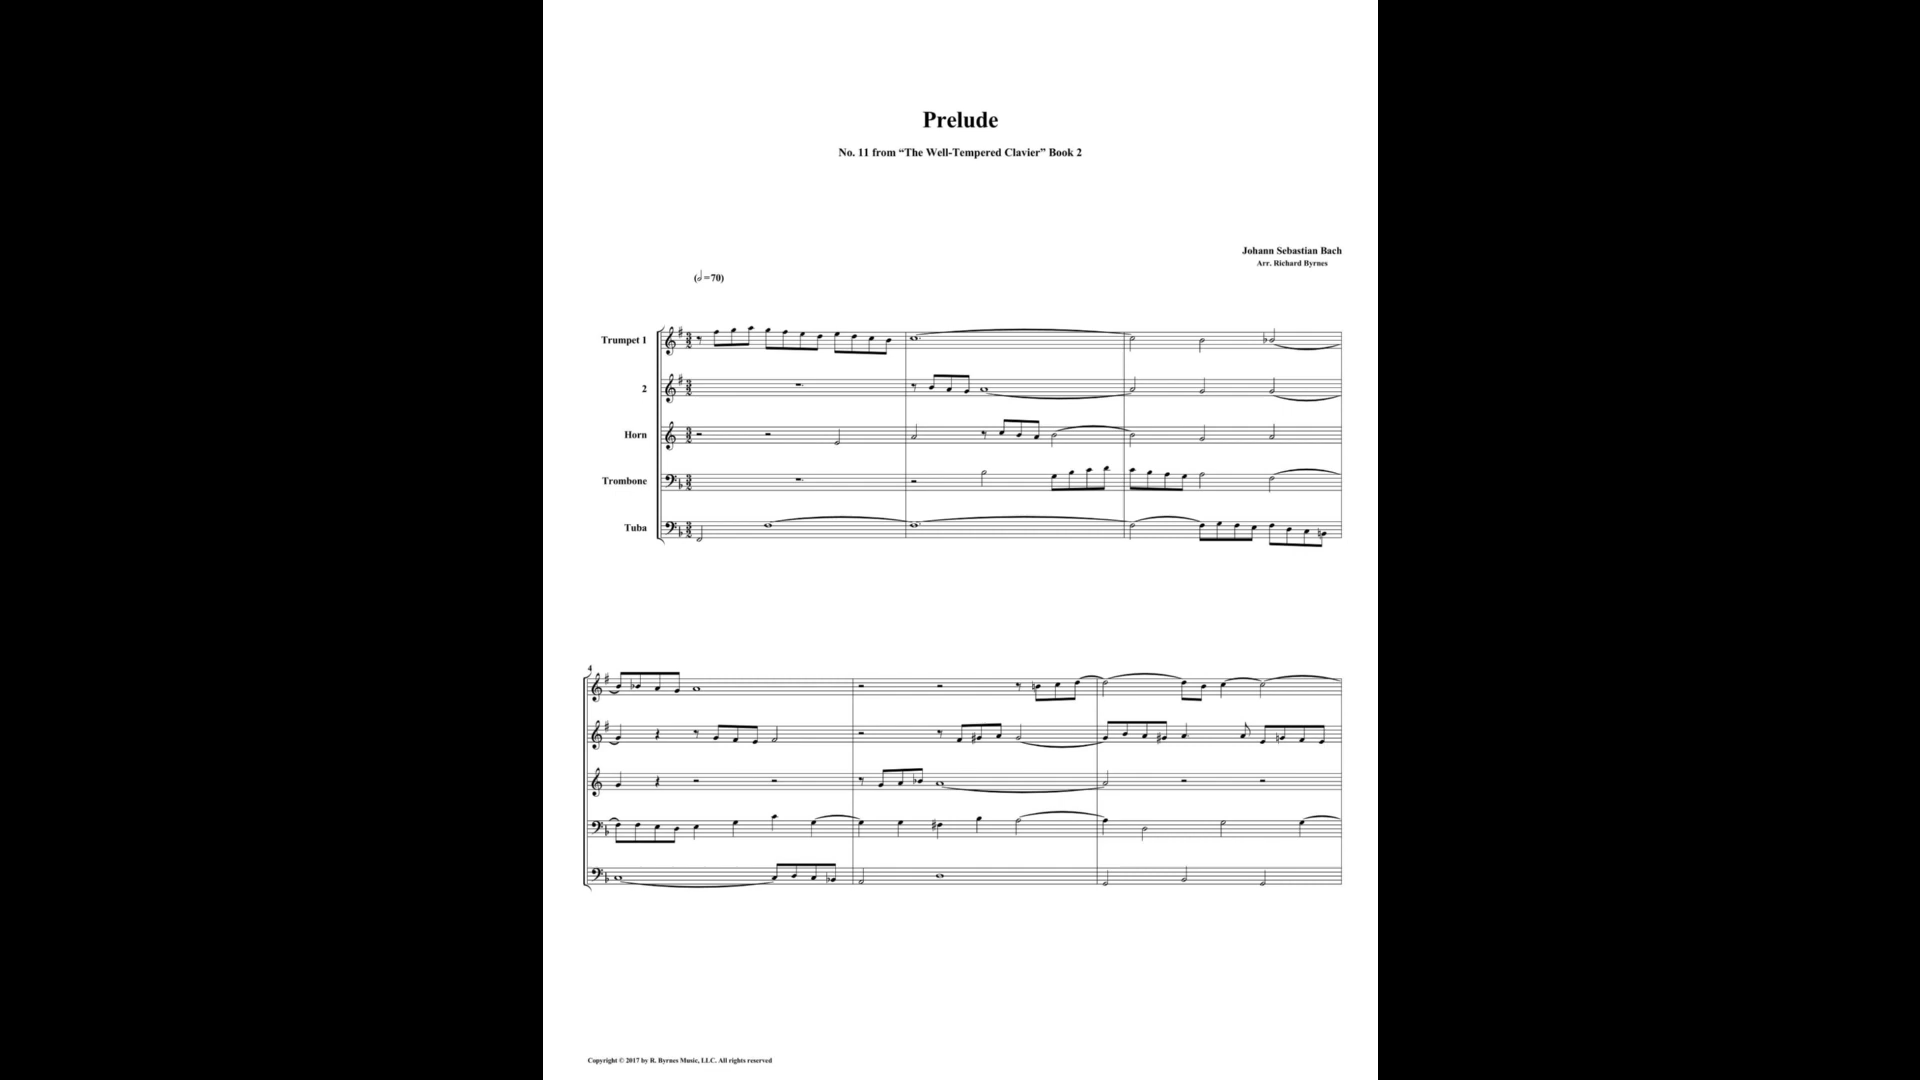 Prelude
No. 11 from “The Well-Tempered Clavier” Book 2
Johann Sebastian Bach
Arr. Richard Byrnes
(𝅗𝅥 = 70)
Trumpet 1
2
Horn
Trombone
Tuba
4
Copyright © 2017 by R. Byrnes Music, LLC. All rights reserved